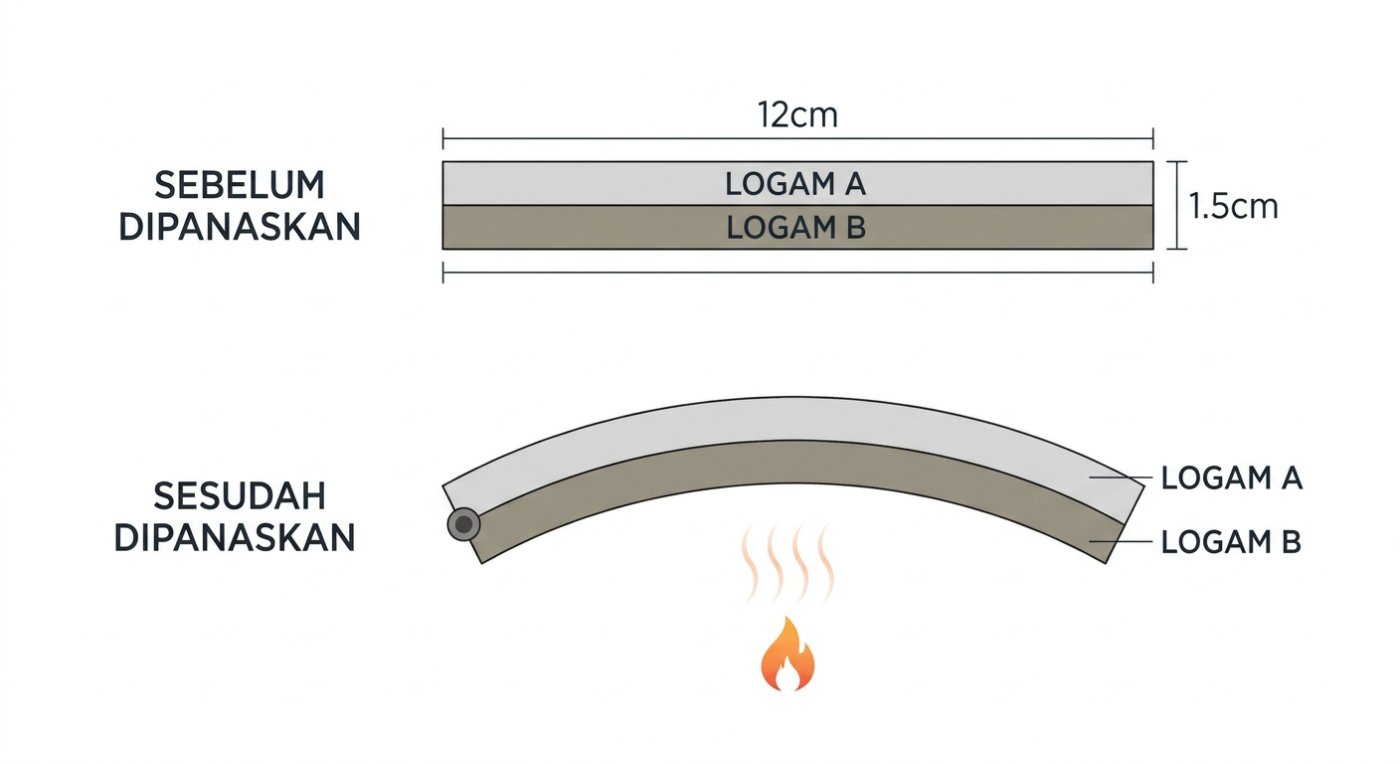 12cm
SEBELUM
DIPANASKAN
LOGAM A
LOGAM B
1.5cm
SESUDAH
DIPANASKAN
LOGAM A
LOGAM B